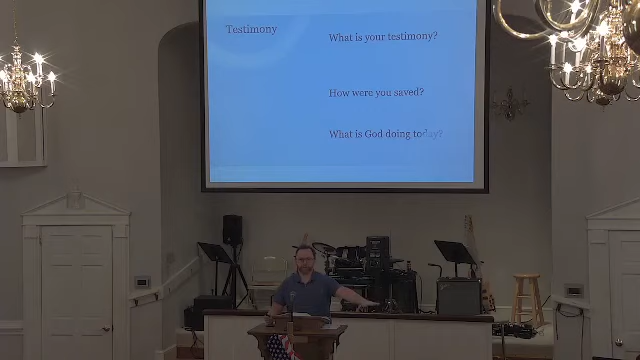 Testimony
What is your testimony?
How were you saved?
What is God doing today?